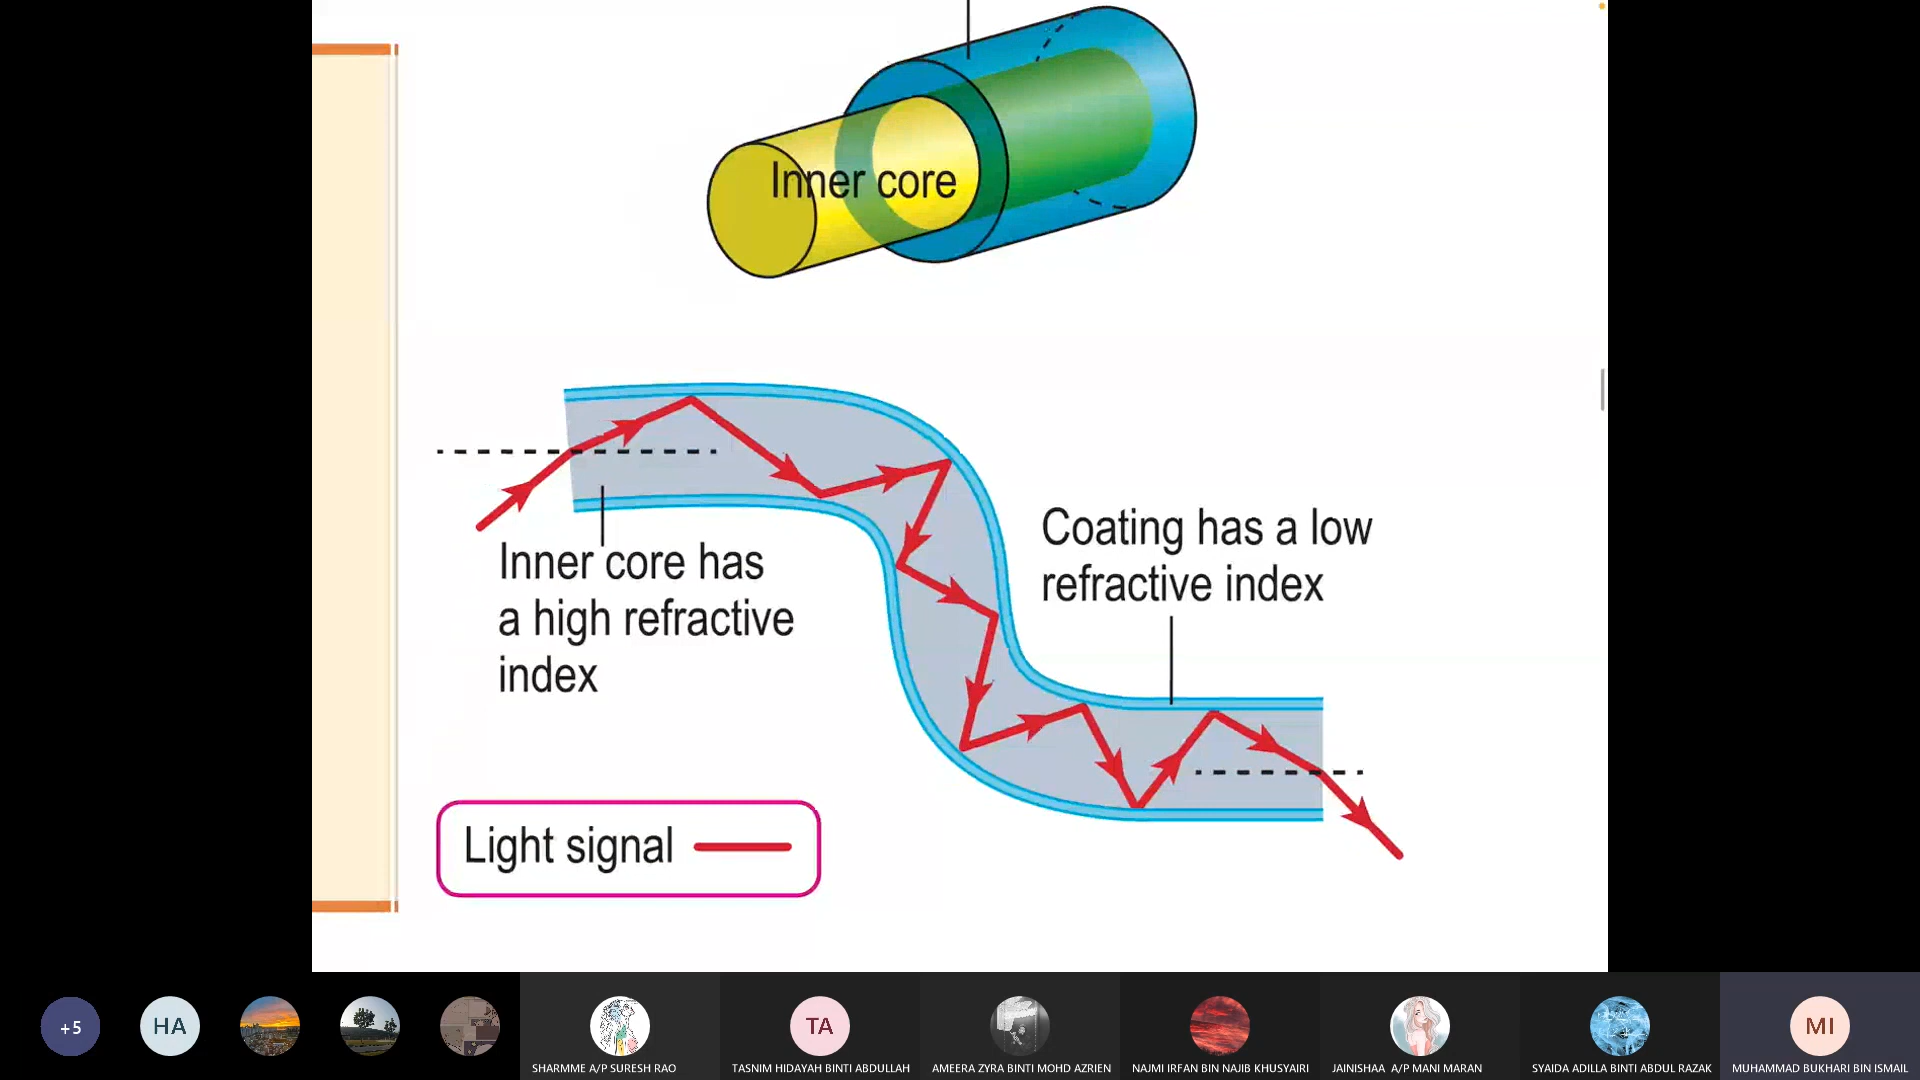 Inner core
Coating has a low
refractive index
Inner core has
a high refractive
index
Light signal
+5
HA
TA
MI
SHARMME A/P SURESH RAO
TASNIM HIDAYAH BINTI ABDULLAH
AMEERA ZYRA BINTI MOHD AZRIEN
NAJMI IRFAN BIN NAJIB KHUSYAIRI
JAINISHAA A/P MANI MARAN
SYAIDA ADILLA BINTI ABDUL RAZAK
MUHAMMAD BUKHARI BIN ISMAIL